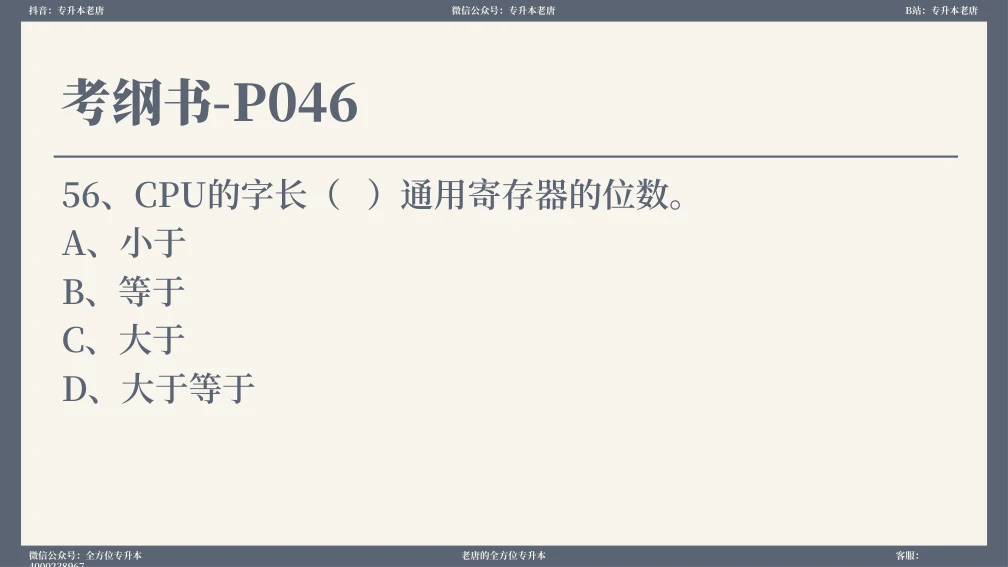 抖音：专升本老唐
微信公众号：专升本老唐
B站：专升本老唐
考纲书-P046
56、CPU的字长（ ）通用寄存器的位数。
A、小于
B、等于
C、大于
D、大于等于
微信公众号：全方位专升本
老唐的全方位专升本
客服：
4000228967